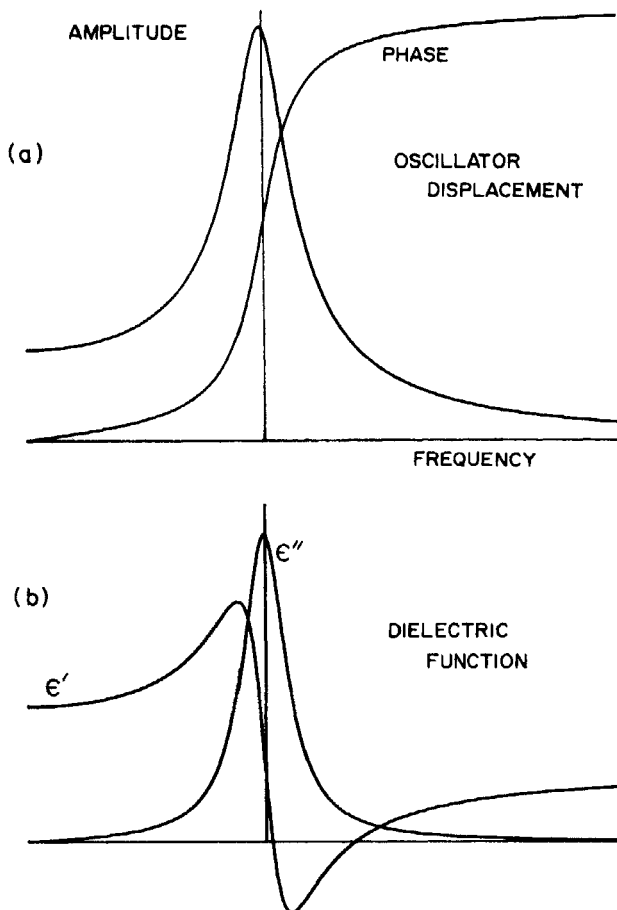 AMPLITUDE
PHASE
(a)
OSCILLATOR
DISPLACEMENT
FREQUENCY
ϵ″
(b)
DIELECTRIC
FUNCTION
ϵ′